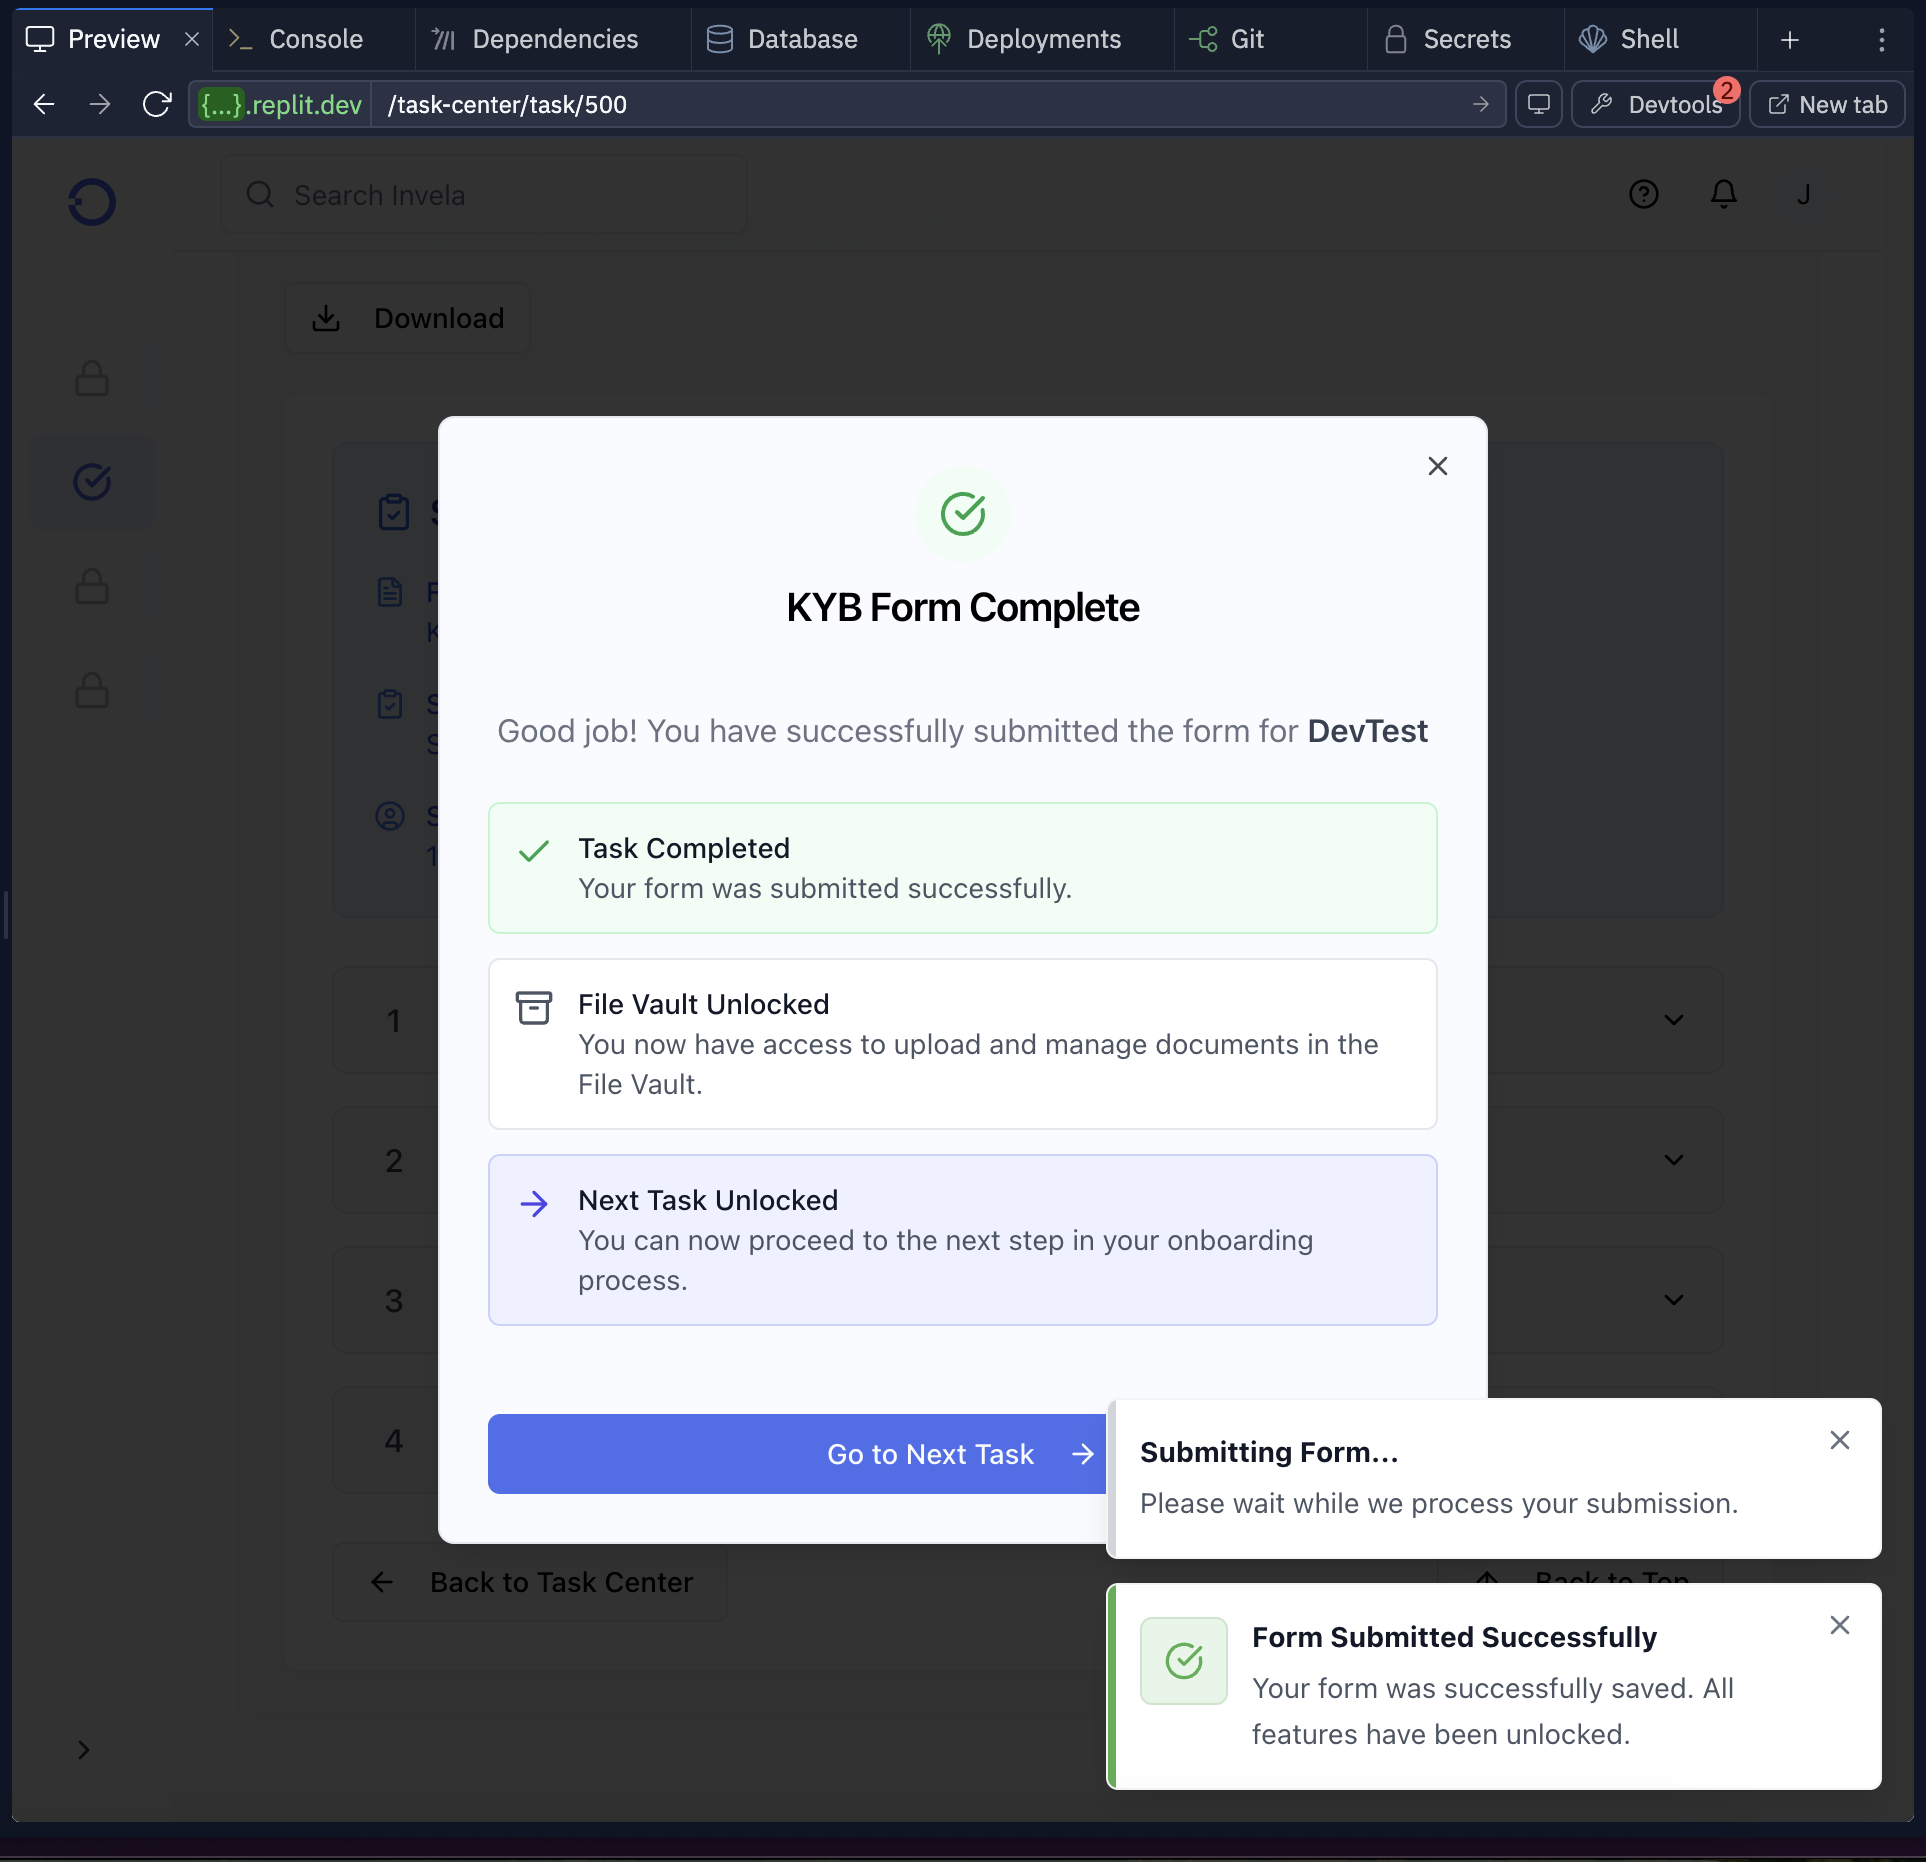 Preview
Console
Dependencies
Database
Deployments
Git
Secrets
Shell
{...}.replit.dev
/task-center/task/500
Devtools
2
New tab
Search Invela
J
Download
KYB Form Complete
Good job! You have successfully submitted the form for DevTest
Task Completed
Your form was submitted successfully.
File Vault Unlocked
You now have access to upload and manage documents in the
File Vault.
Next Task Unlocked
You can now proceed to the next step in your onboarding
process.
1
2
3
4
Go to Next Task
Submitting Form...
Please wait while we process your submission.
Back to Task Center
Back to Top
Form Submitted Successfully
Your form was successfully saved. All
features have been unlocked.